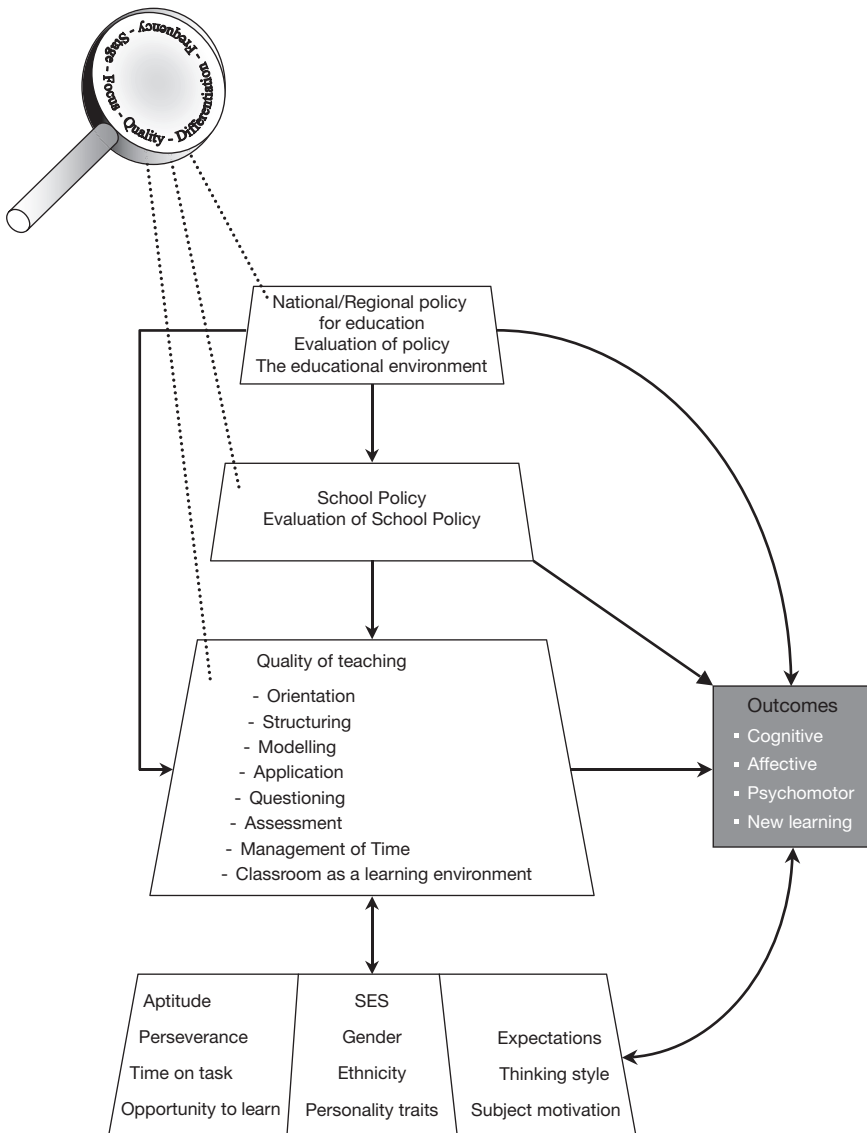 Focus - Quality - Differentiation - Frequency - Stage -
National/Regional policy
for education
Evaluation of policy
The educational environment
School Policy
Evaluation of School Policy
Quality of teaching
- Orientation
- Structuring
- Modelling
- Application
- Questioning
- Assessment
- Management of Time
- Classroom as a learning environment
Outcomes
▪ Cognitive
▪ Affective
▪ Psychomotor
▪ New learning
Aptitude
Perseverance
Time on task
Opportunity to learn
SES
Gender
Ethnicity
Personality traits
Expectations
Thinking style
Subject motivation